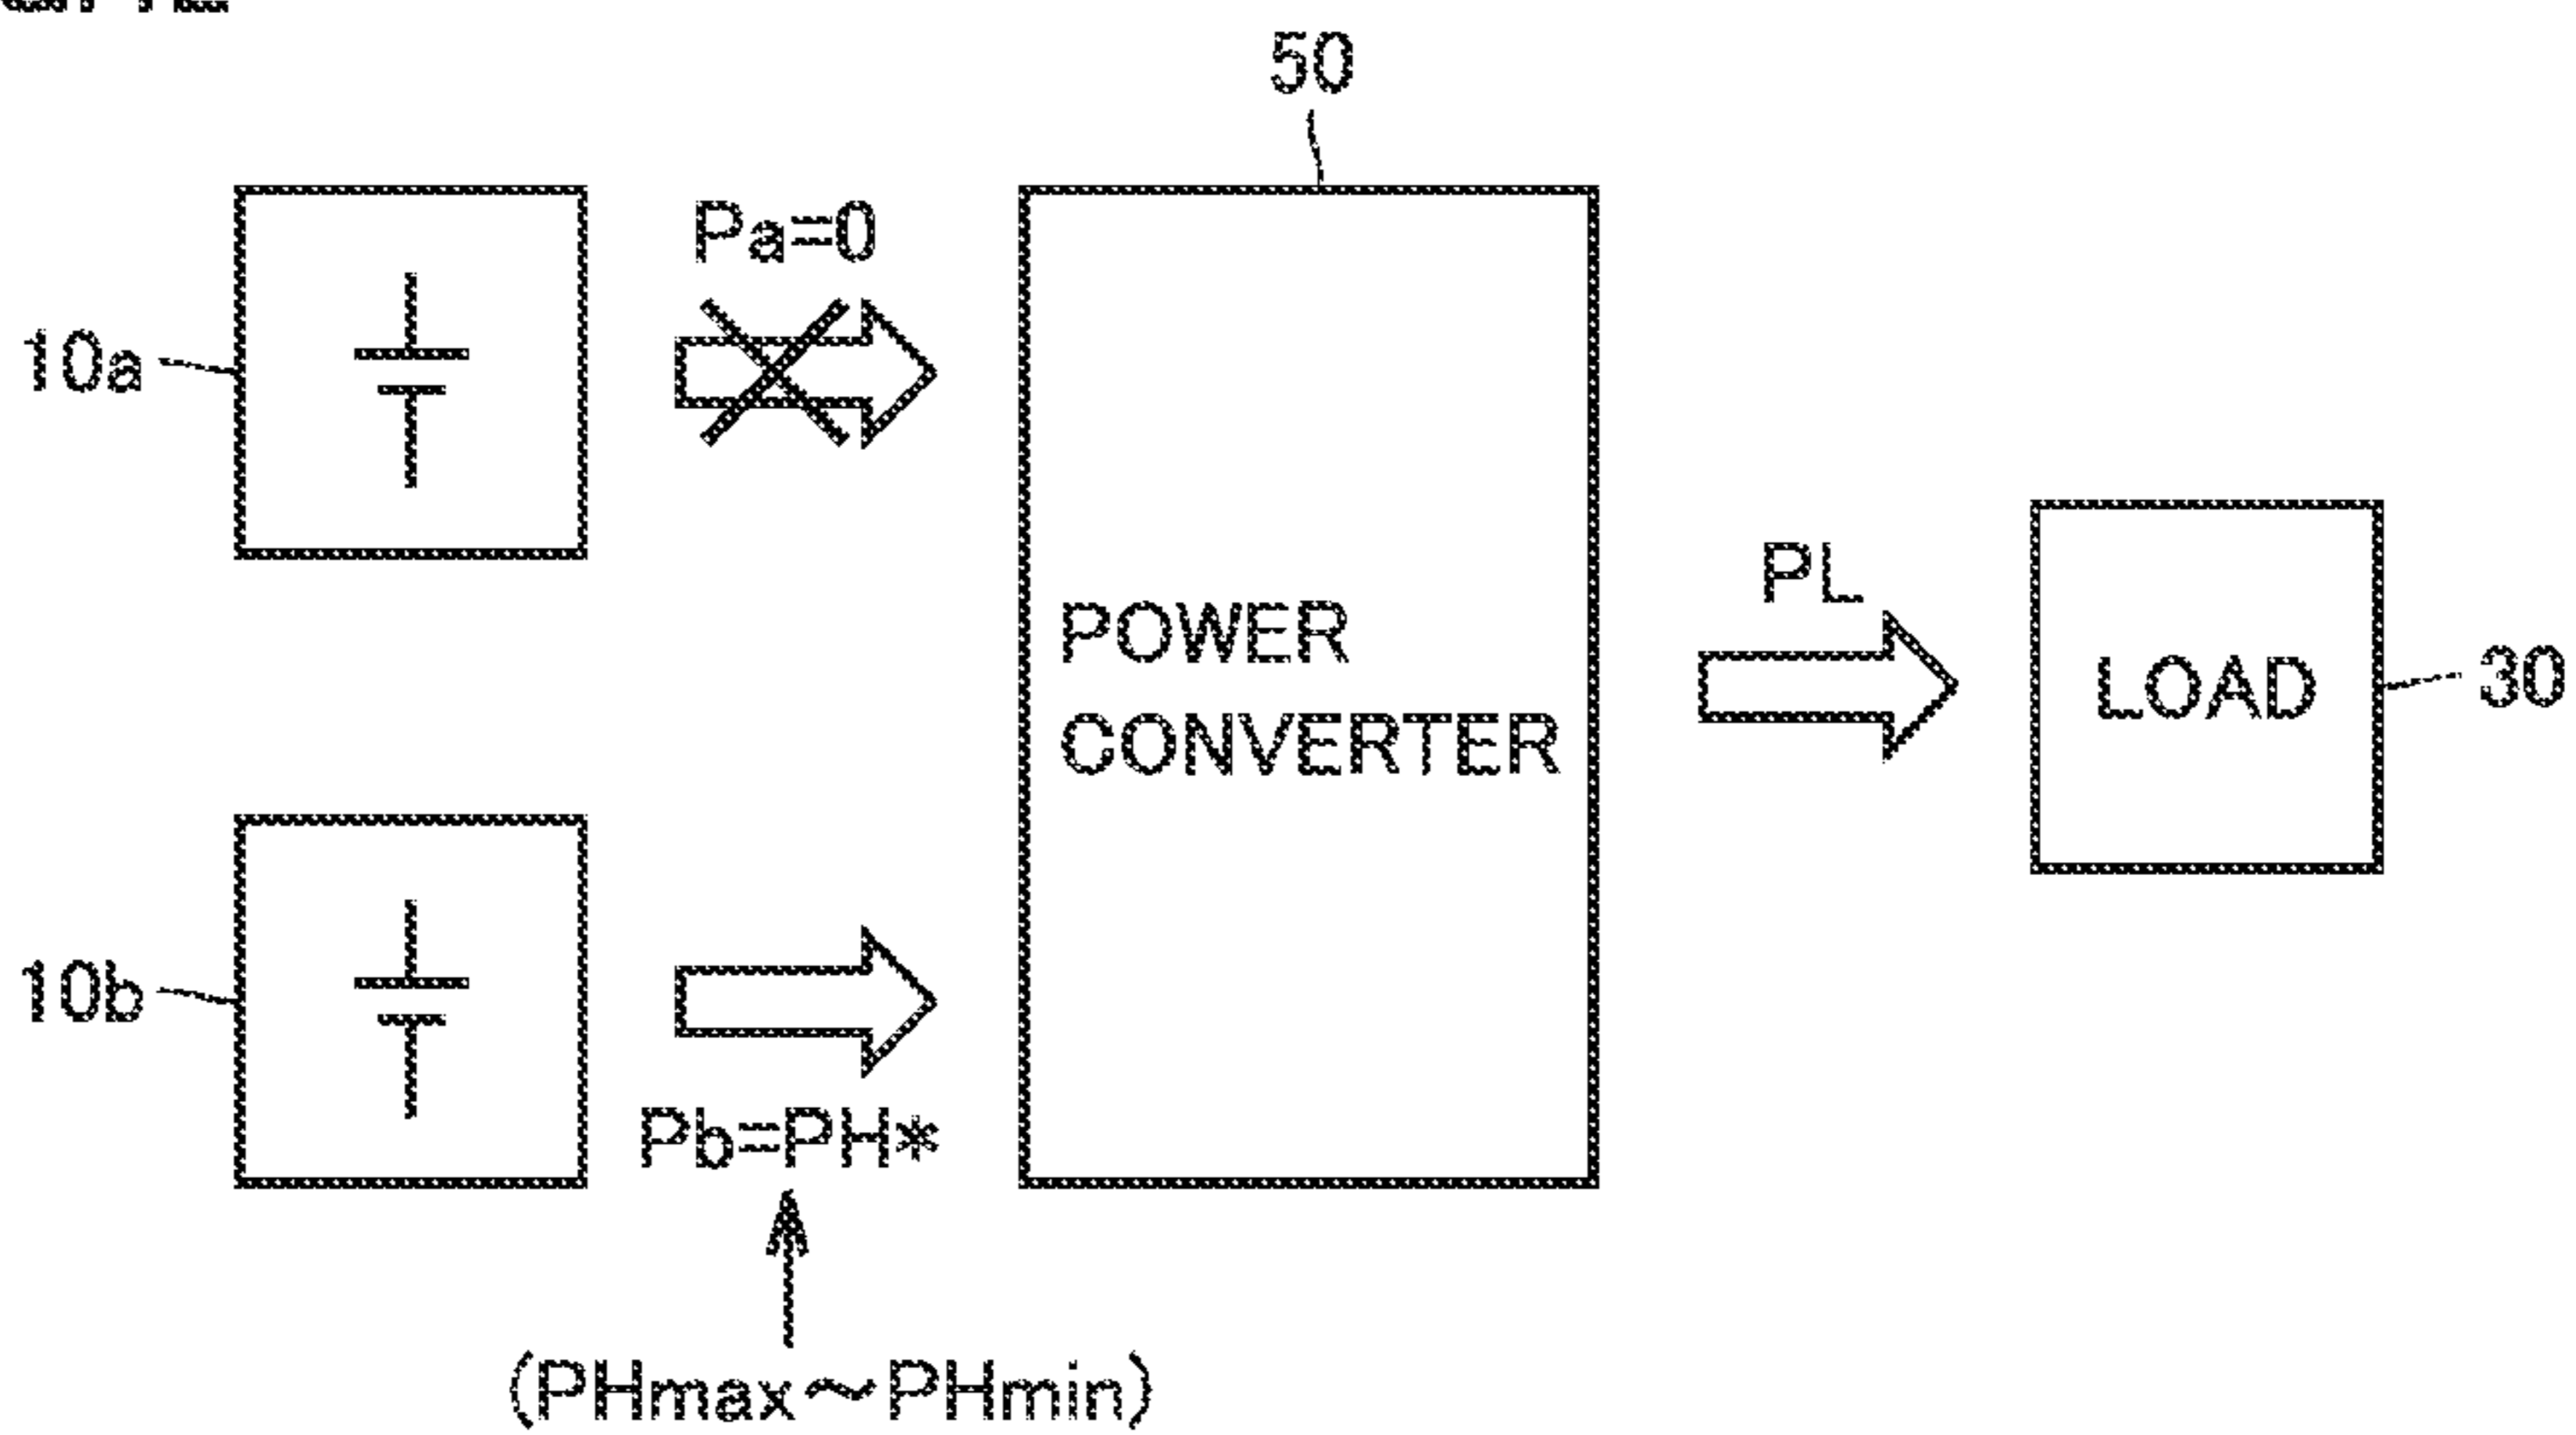 50
Pa=0
10a
POWER
CONVERTER
PL
LOAD
30
10b
Pb=PH*
(PHmax~PHmin)